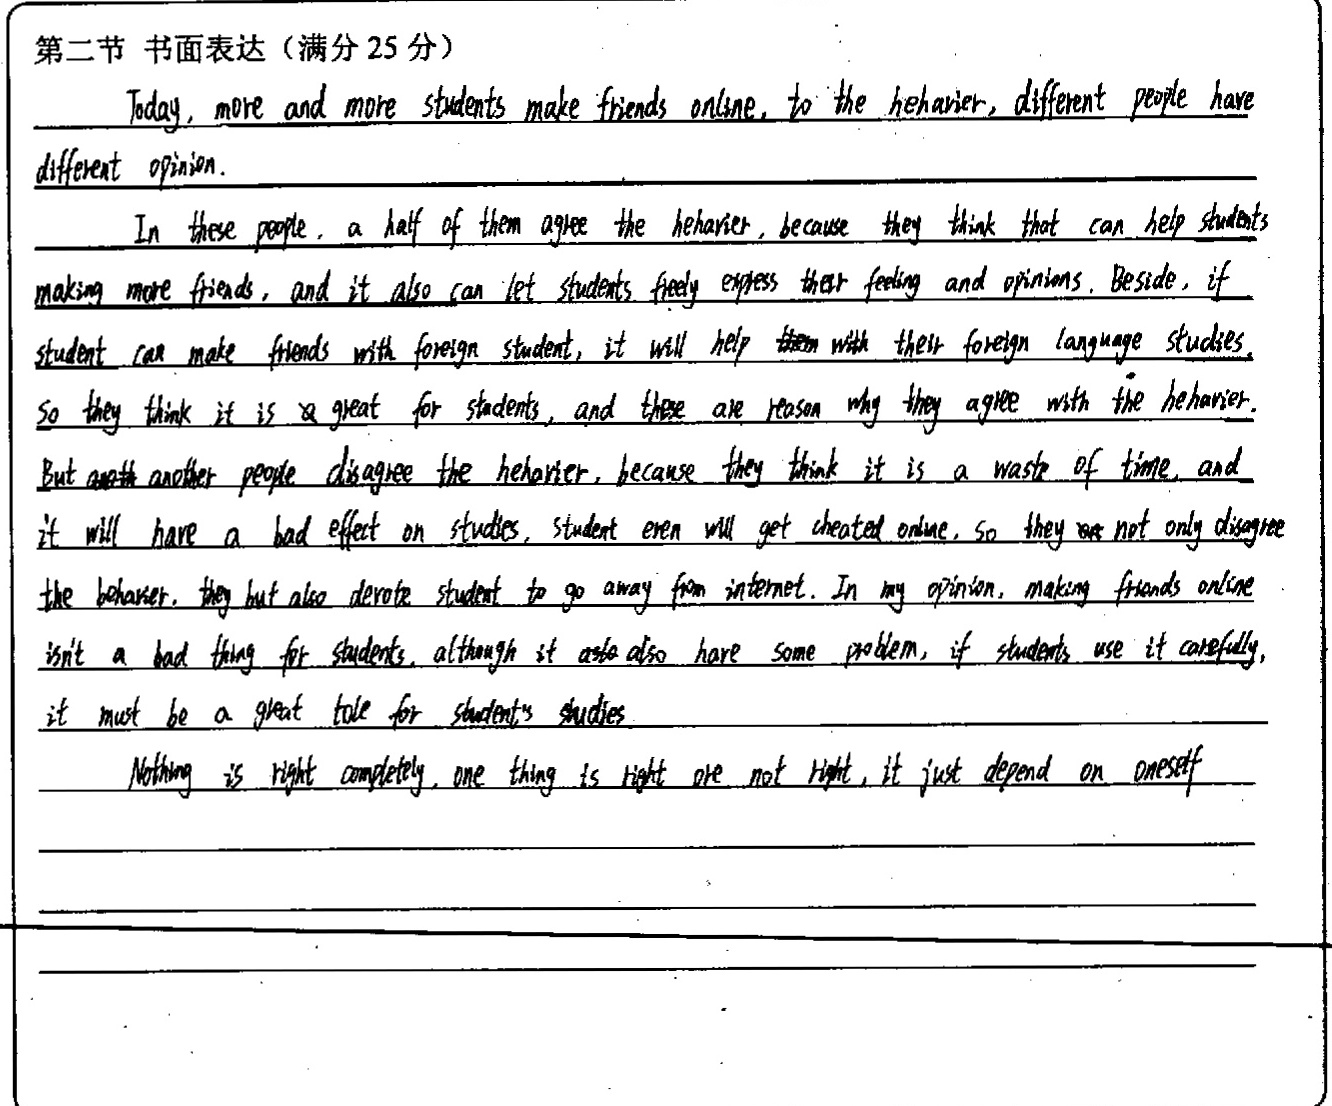 第二节 书面表达（满分 25 分）
Today, more and more students make friends online, to the hehavier, different people have
different opinion.
In these people, a half of them agree the hehavier, because they think that can help students
making more friends, and it also can let students freely express their feeling and opinions. Beside, if
student can make friends with foreign student, it will help them with their foreign language studies.
So they think it is a great for students, and these are reason why they agree with the hehavier.
But anoth another people disagree the hehavier, because they think it is a waste of time, and
it will have a bad effect on studies, student even will get cheated online. So they not only disagree
the behavier, they but also devote student to go away from internet. In my opinion, making friends online
isn't a bad thing for students, although it also have some problem, if students use it carefully,
it must be a great tole for student's studies
Nothing is right completely, one thing is right ore not right, it just depend on oneself